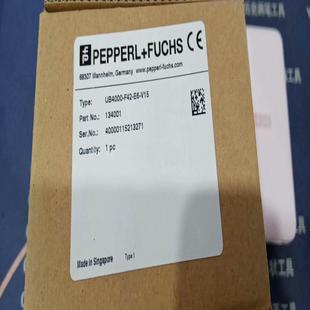 PEPPERL+FUCHS CE
68307 Mannheim, Germany www.pepperl-fuchs.com
Type: UB4000-F42-E6-V15
Part No.: 134001
Ser.No.: 40000115213271
Quantity: 1 pc
Made in Singapore Type I